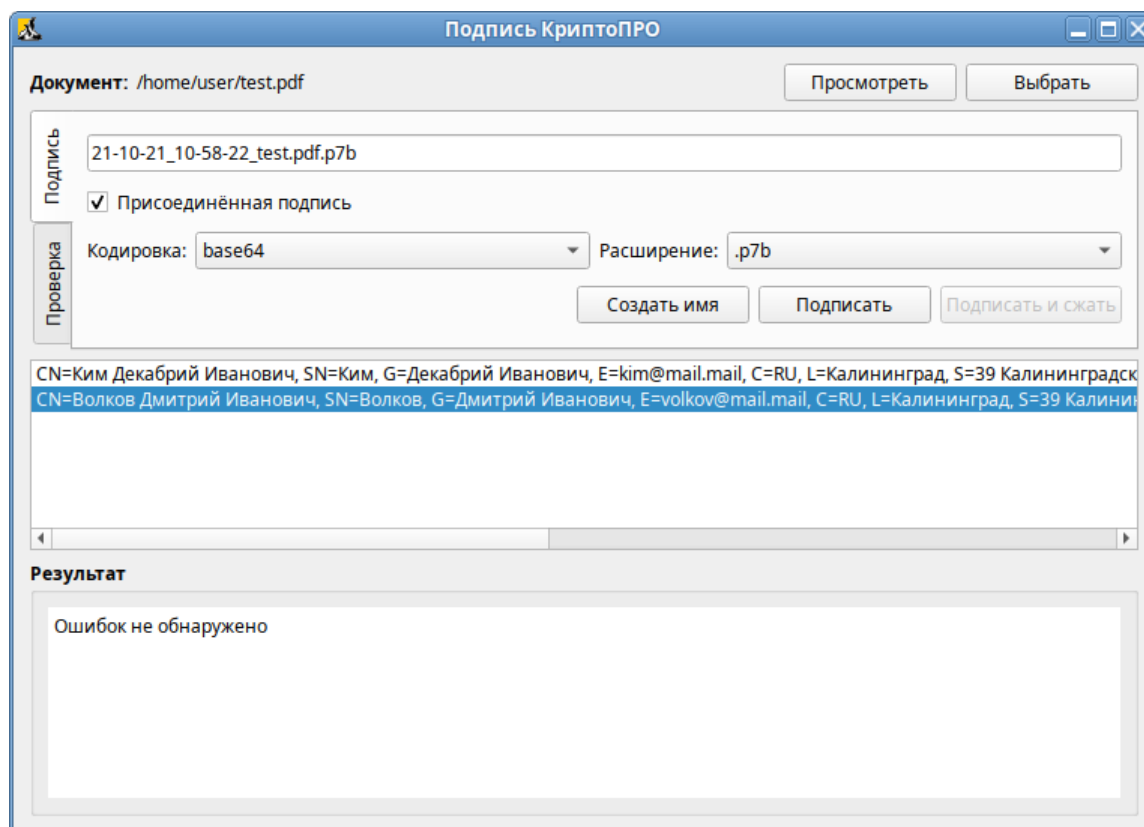 Подпись КриптоПРО
Документ: /home/user/test.pdf
Просмотреть
Выбрать
Подпись
21-10-21_10-58-22_test.pdf.p7b
Присоединённая подпись
Проверка
Кодировка: base64
Расширение: .p7b
Создать имя
Подписать
Подписать и сжать
CN=Ким Декабрий Иванович, SN=Ким, G=Декабрий Иванович, E=kim@mail.mail, C=RU, L=Калининград, S=39 Калининградск
CN=Волков Дмитрий Иванович, SN=Волков, G=Дмитрий Иванович, E=volkov@mail.mail, C=RU, L=Калининград, S=39 Калинин
Результат
Ошибок не обнаружено